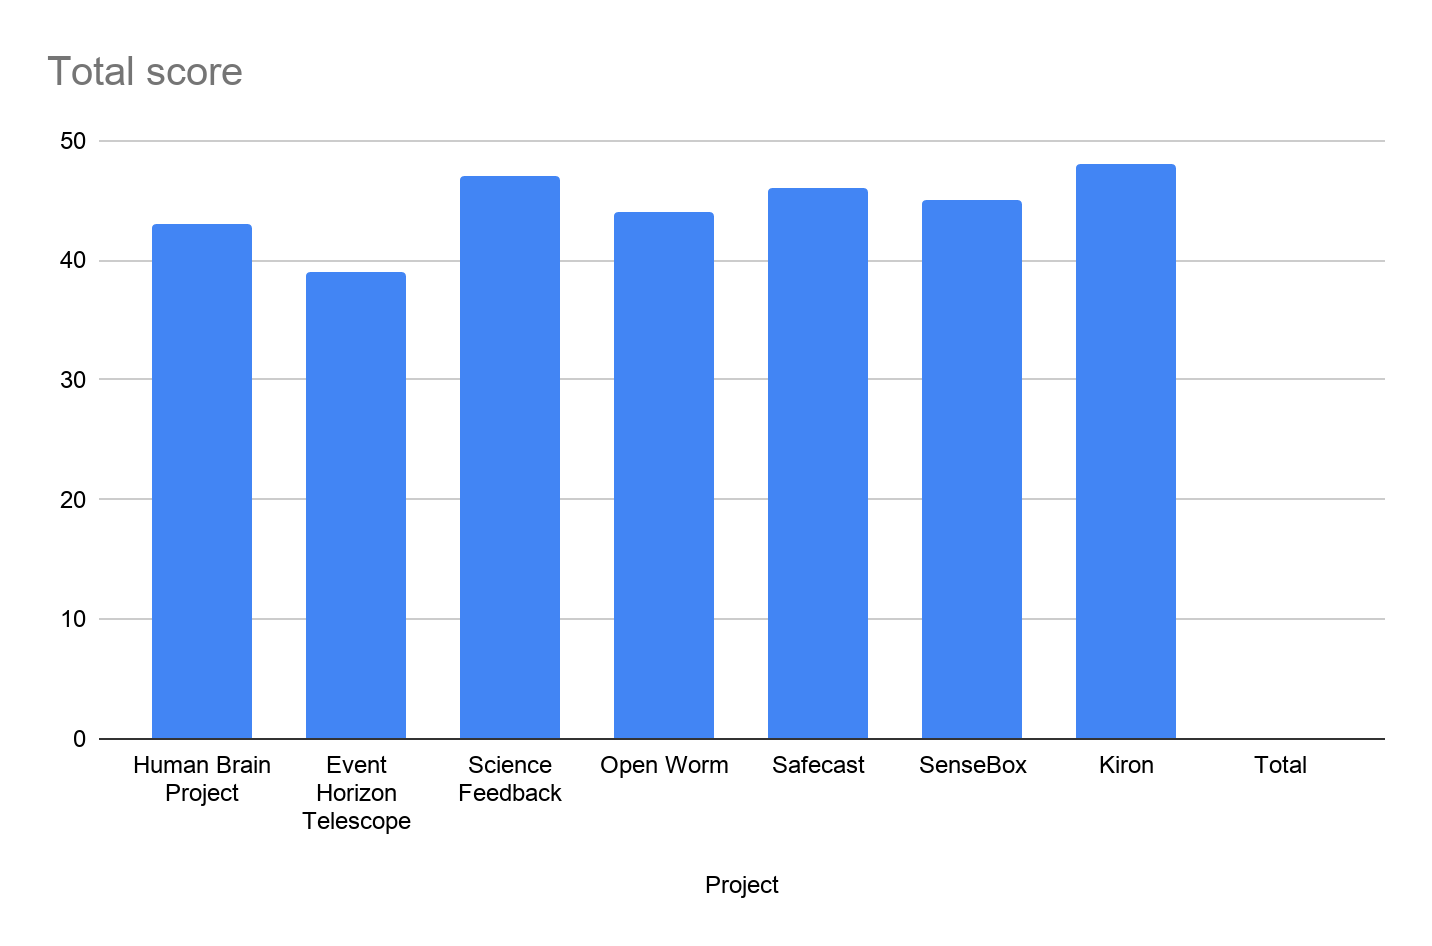 Total score
50
40
30
20
10
0
Human Brain
Project
Event
Horizon
Telescope
Science
Feedback
Open Worm
Safecast
SenseBox
Kiron
Total
Project